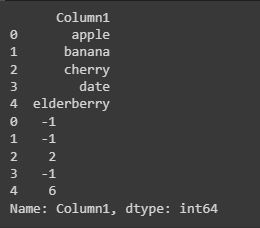 Column1
0 apple
1 banana
2 cherry
3 date
4 elderberry
0 -1
1 -1
2 2
3 -1
4 6
Name: Column1, dtype: int64